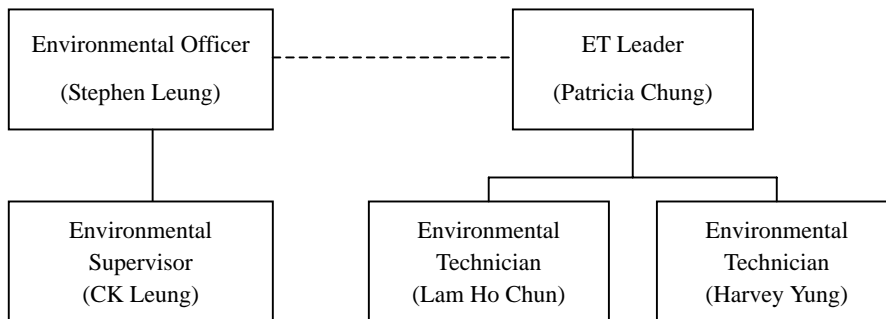 Environmental Officer
(Stephen Leung)
ET Leader
(Patricia Chung)
Environmental
Supervisor
(CK Leung)
Environmental
Technician
(Lam Ho Chun)
Environmental
Technician
(Harvey Yung)